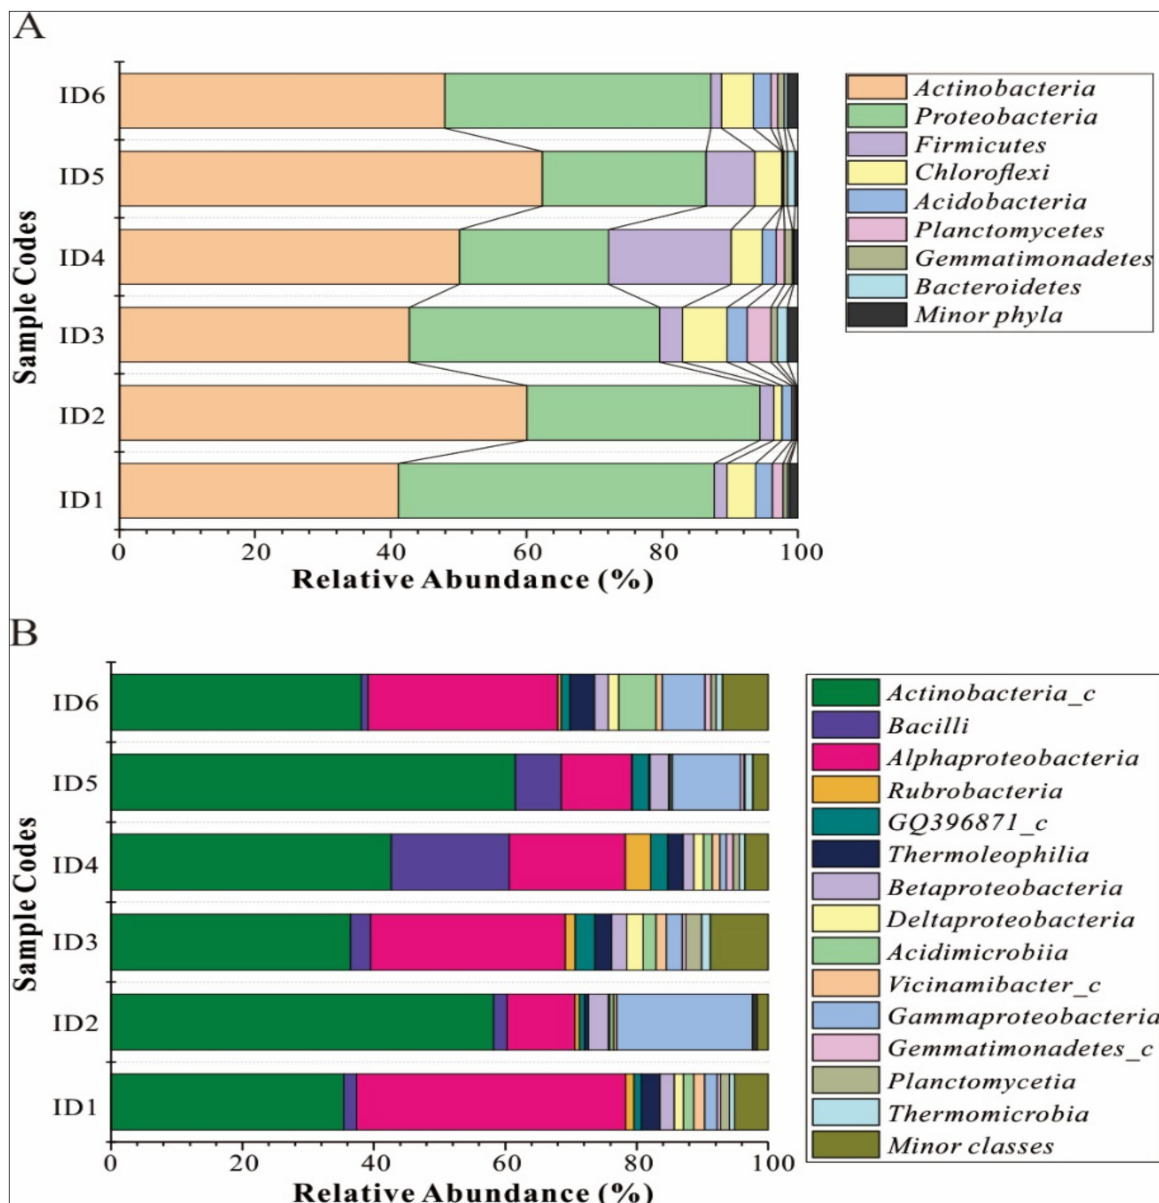 A
Sample Codes
ID6
ID5
ID4
ID3
ID2
ID1
0 20 40 60 80 100
Relative Abundance (%)
Actinobacteria
Proteobacteria
Firmicutes
Chloroflexi
Acidobacteria
Planctomycetes
Gemmatimonadetes
Bacteroidetes
Minor phyla
B
Sample Codes
ID6
ID5
ID4
ID3
ID2
ID1
0 20 40 60 80 100
Relative Abundance (%)
Actinobacteria_c
Bacilli
Alphaproteobacteria
Rubrobacteria
GQ396871_c
Thermoleophilia
Betaproteobacteria
Deltaproteobacteria
Acidimicrobiia
Vicinamibacter_c
Gammaproteobacteria
Gemmatimonadetes_c
Planctomycetia
Thermomicrobia
Minor classes